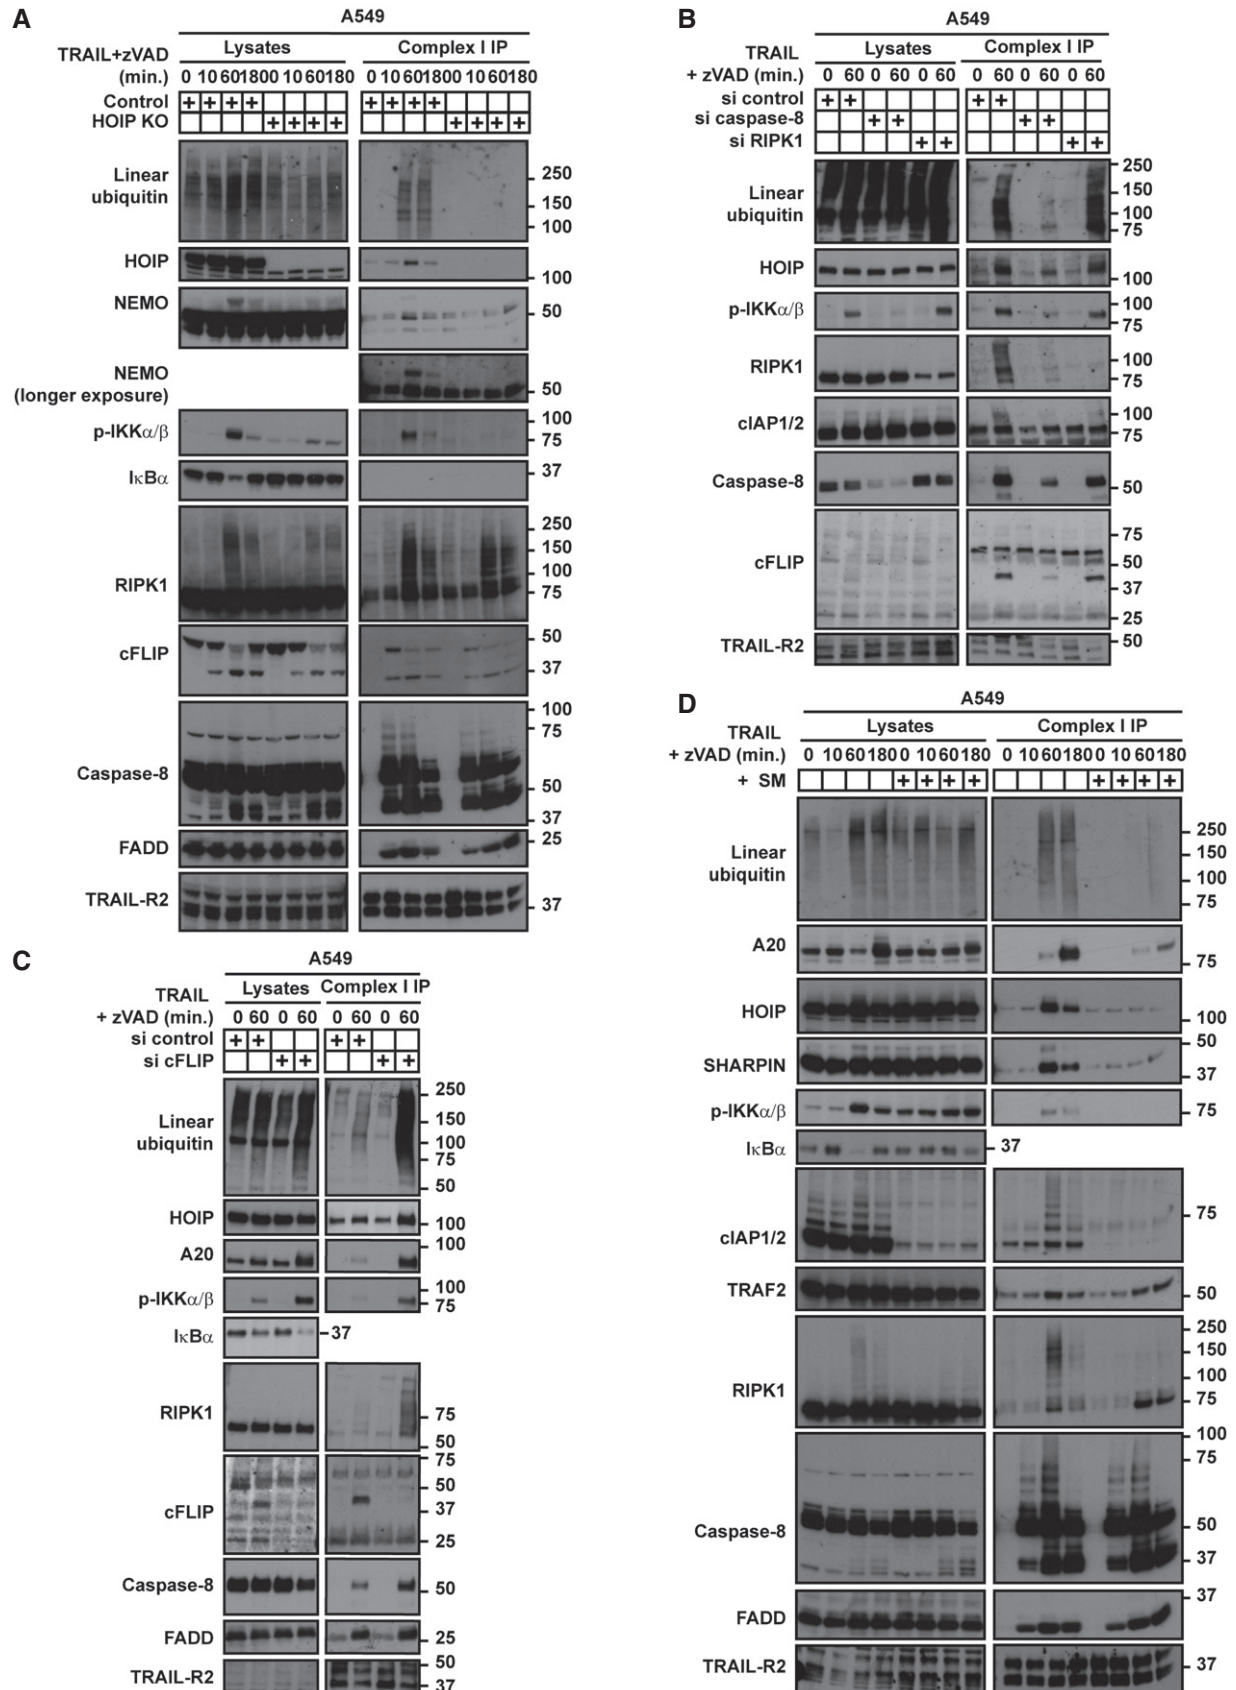 A
A549
TRAIL+zVAD
(min.)
Lysates
Complex I IP
0 10 60 180 0 10 60 180
0 10 60 180 0 10 60 180
Control + + + + + + + +
HOIP KO + + + + + + + +
Linear
ubiquitin
250
150
100
HOIP
100
NEMO
50
NEMO
(longer exposure)
50
p-IKKα/β
100
75
IκBα
37
RIPK1
250
150
100
75
cFLIP
50
37
Caspase-8
100
75
50
37
FADD
25
TRAIL-R2
37
B
A549
TRAIL
+ zVAD (min.)
Lysates
Complex I IP
0 60 0 60 0 60
0 60 0 60 0 60
si control + + + +
si caspase-8 + + + +
si RIPK1 + + + +
Linear
ubiquitin
250
150
100
75
HOIP
100
p-IKKα/β
100
75
RIPK1
100
75
cIAP1/2
100
75
Caspase-8
50
cFLIP
75
50
37
25
TRAIL-R2
50
C
A549
TRAIL
+ zVAD (min.)
Lysates
Complex I IP
0 60 0 60
0 60 0 60
si control + + + +
si cFLIP + + + +
Linear
ubiquitin
250
150
100
75
50
HOIP
100
A20
100
p-IKKα/β
100
75
IκBα
37
RIPK1
75
50
cFLIP
75
50
37
25
Caspase-8
50
FADD
25
TRAIL-R2
50
37
D
A549
TRAIL
+ zVAD (min.)
Lysates
Complex I IP
0 10 60 180 0 10 60 180
0 10 60 180 0 10 60 180
+ SM + + + + + + + +
Linear
ubiquitin
250
150
100
75
A20
75
HOIP
100
SHARPIN
50
37
p-IKKα/β
75
IκBα
37
cIAP1/2
75
TRAF2
50
RIPK1
250
150
100
75
Caspase-8
100
75
50
37
FADD
37
TRAIL-R2
37